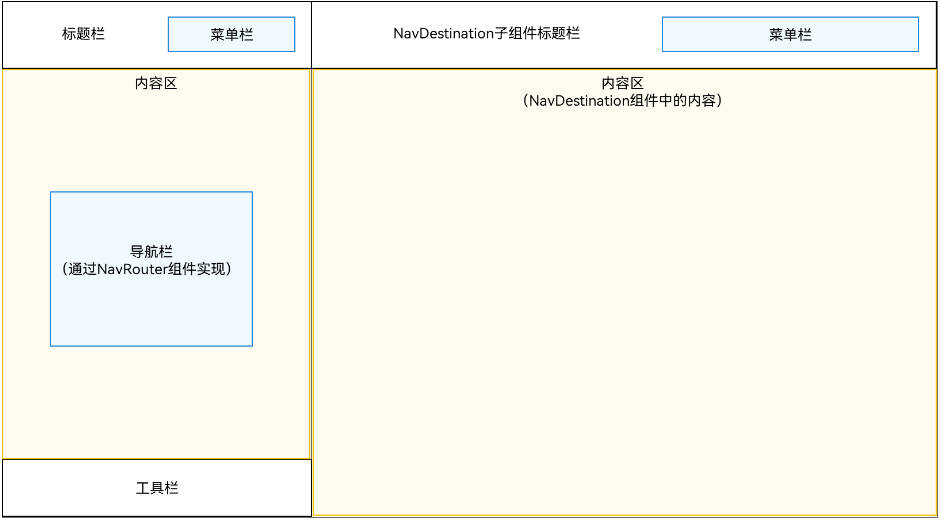 标题栏
菜单栏
NavDestination子组件标题栏
菜单栏
内容区
导航栏
（通过NavRouter组件实现）
工具栏
内容区
（NavDestination组件中的内容）